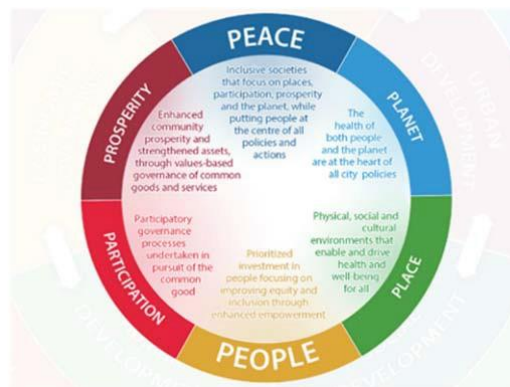 PEACE
Inclusive societies
that focus on places,
participation, prosperity
and the planet, while
putting people at
the centre of all
policies and
actions
PLANET
The
health of
both people
and the planet
are at the heart of
all city policies
PLACE
Physical, social and
cultural
environments that
enable and drive
health and
well-being
for all
PEOPLE
Prioritized
investment in
people focusing on
improving equity and
inclusion through
enhanced empowerment
PARTICIPATION
Participatory
governance
processes
undertaken in
pursuit of the
common
good
PROSPERITY
Enhanced
community
prosperity and
strengthened assets,
through values-based
governance of common
goods and services